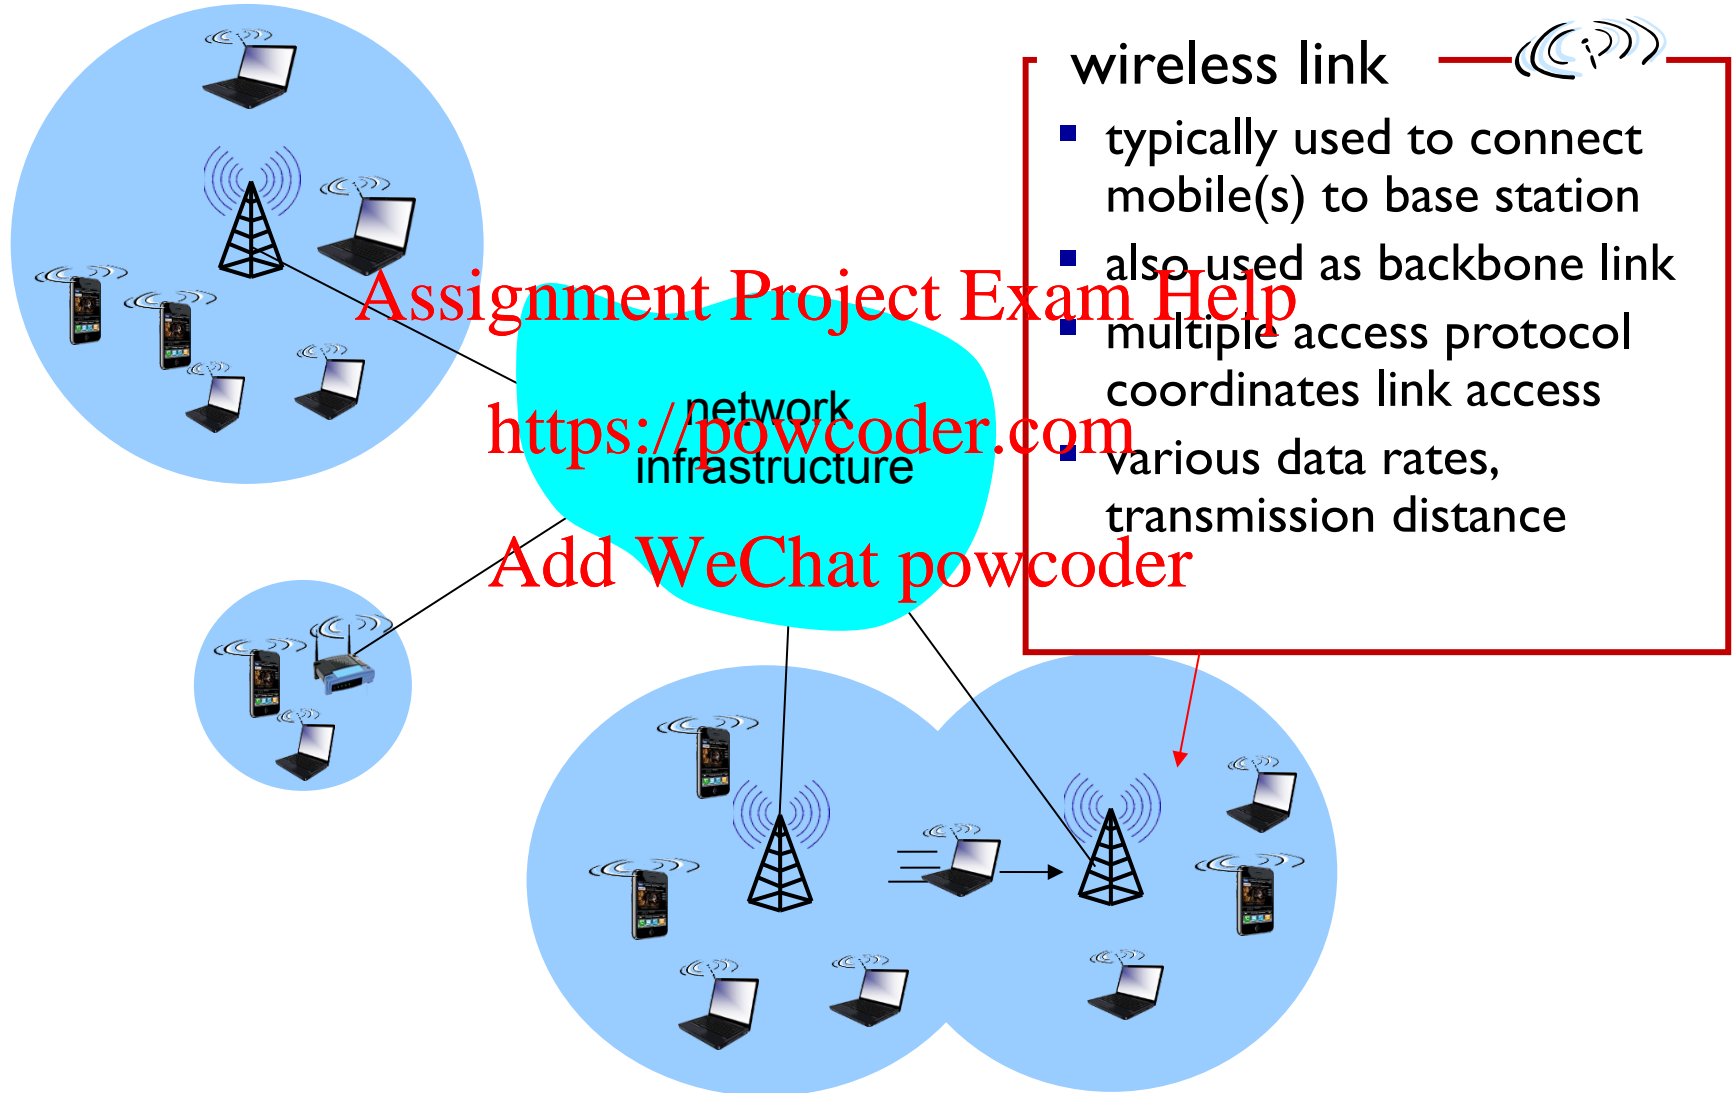 wireless link
typically used to connect
mobile(s) to base station
also used as backbone link
multiple access protocol
coordinates link access
various data rates,
transmission distance
network
infrastructure
Assignment Project Exam Help
https://powcoder.com
Add WeChat powcoder